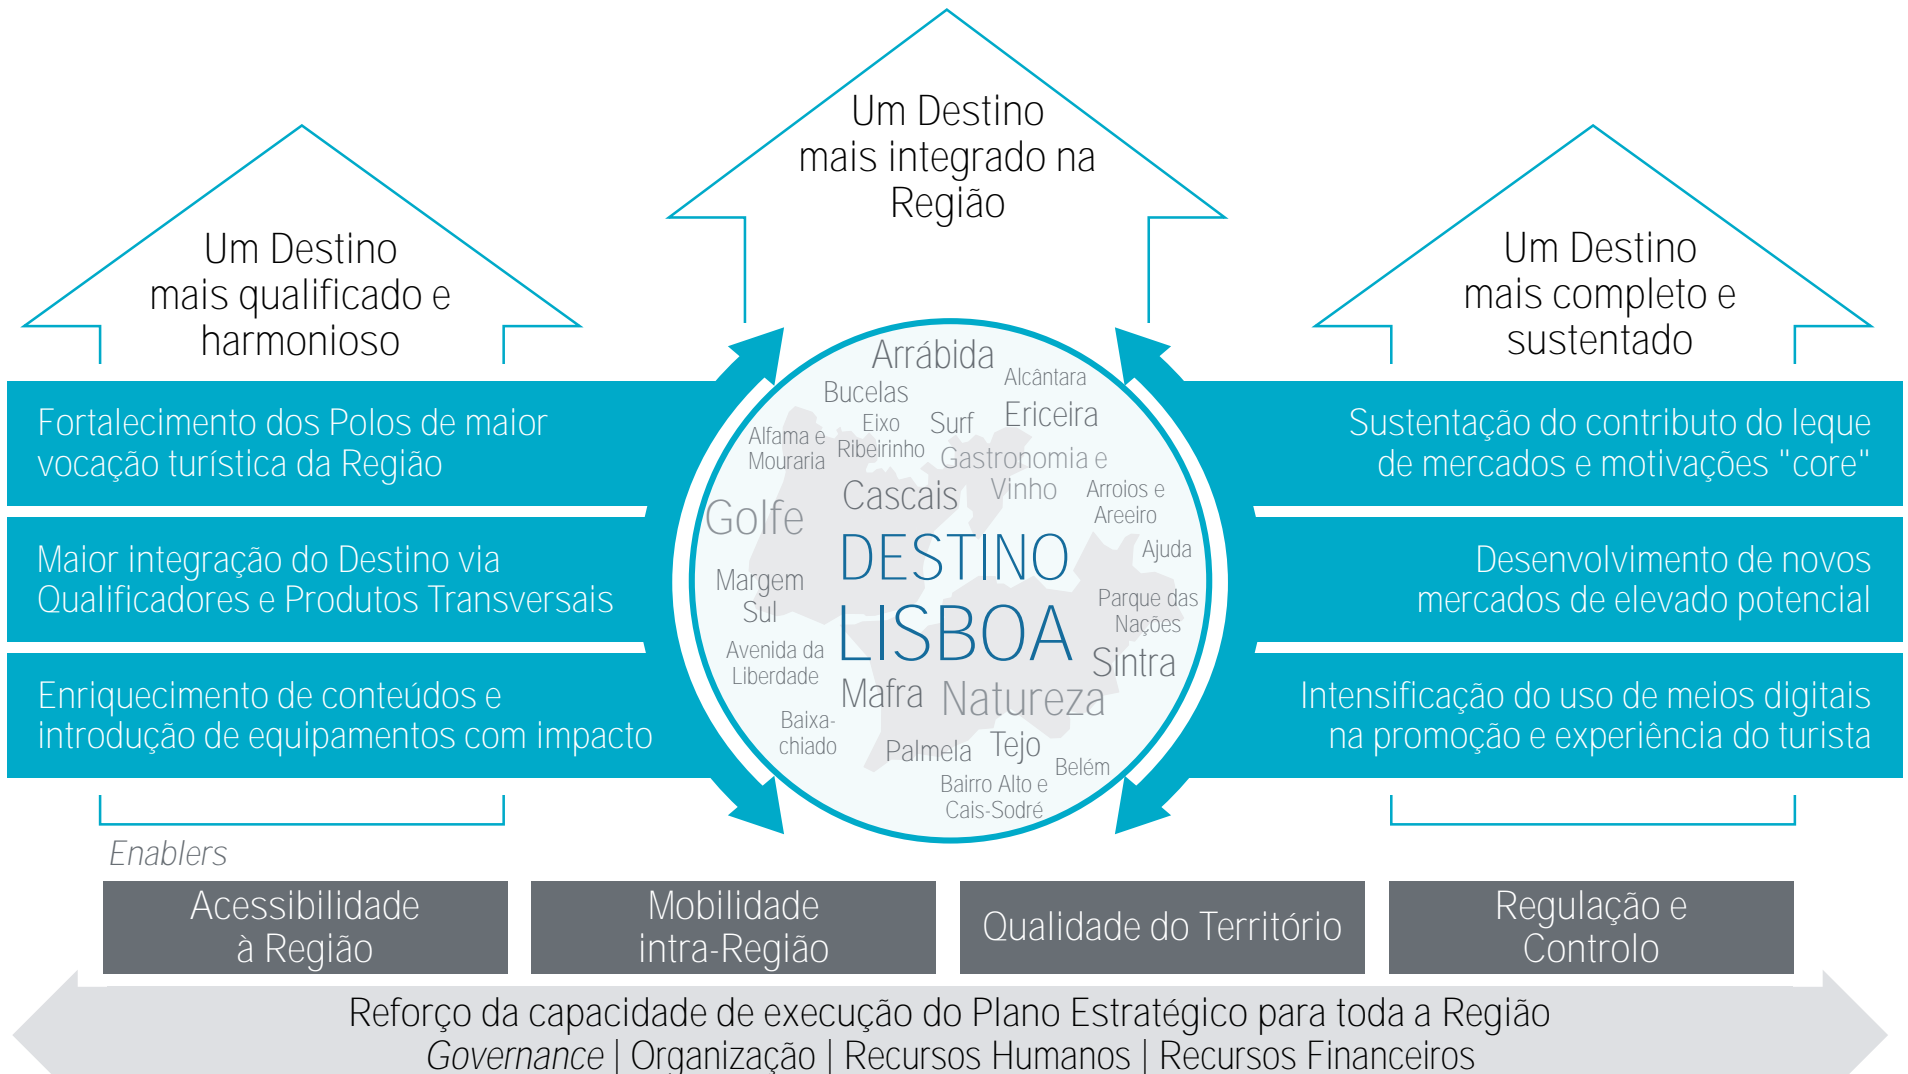 Um Destino
mais integrado na
Região
Um Destino
mais qualificado e
harmonioso
Um Destino
mais completo e
sustentado
Fortalecimento dos Polos de maior
vocação turística da Região
Maior integração do Destino via
Qualificadores e Produtos Transversais
Enriquecimento de conteúdos e
introdução de equipamentos com impacto
Arrábida
Alcântara
Bucelas
Eixo
Ribeirinho
Surf
Ericeira
Alfama e
Mouraria
Gastronomia e
Vinho
Cascais
Arroios e
Areeiro
Golfe
DESTINO
LISBOA
Ajuda
Margem
Sul
Parque das
Nações
Avenida da
Liberdade
Sintra
Mafra
Natureza
Baixa-
chiado
Palmela
Tejo
Belém
Bairro Alto e
Cais-Sodré
Sustentação do contributo do leque
de mercados e motivações "core"
Desenvolvimento de novos
mercados de elevado potencial
Intensificação do uso de meios digitais
na promoção e experiência do turista
Enablers
Acessibilidade
à Região
Mobilidade
intra-Região
Qualidade do Território
Regulação e
Controlo
Reforço da capacidade de execução do Plano Estratégico para toda a Região
Governance | Organização | Recursos Humanos | Recursos Financeiros